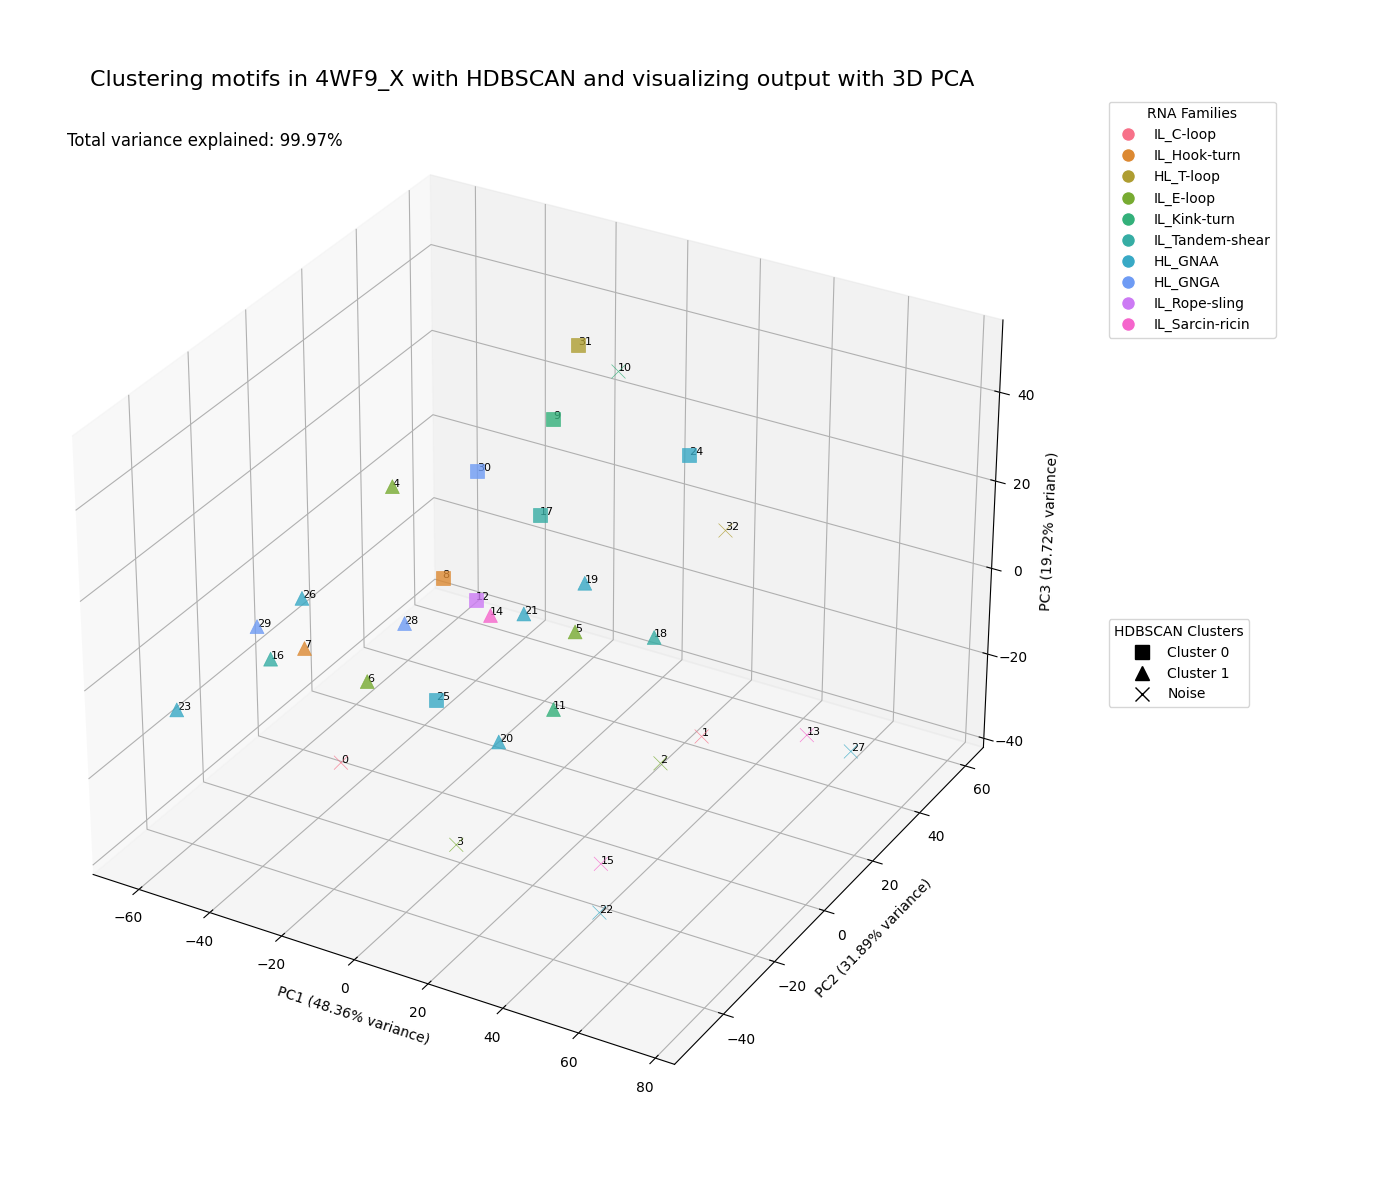 Clustering motifs in 4WF9_X with HDBSCAN and visualizing output with 3D PCA
Total variance explained: 99.97%
RNA Families
IL_C-loop
IL_Hook-turn
HL_T-loop
IL_E-loop
IL_Kink-turn
IL_Tandem-shear
HL_GNAA
HL_GNGA
IL_Rope-sling
IL_Sarcin-ricin
31
10
9
24
30
4
17
32
8
19
26
12
14
21
28
29
5
18
7
16
6
25
23
11
20
1
13
27
0
2
3
15
22
40
20
0
−20
−40
PC3 (19.72% variance)
HDBSCAN Clusters
Cluster 0
Cluster 1
Noise
60
40
20
0
−20
−40
PC2 (31.89% variance)
−60
−40
−20
0
20
40
60
80
PC1 (48.36% variance)